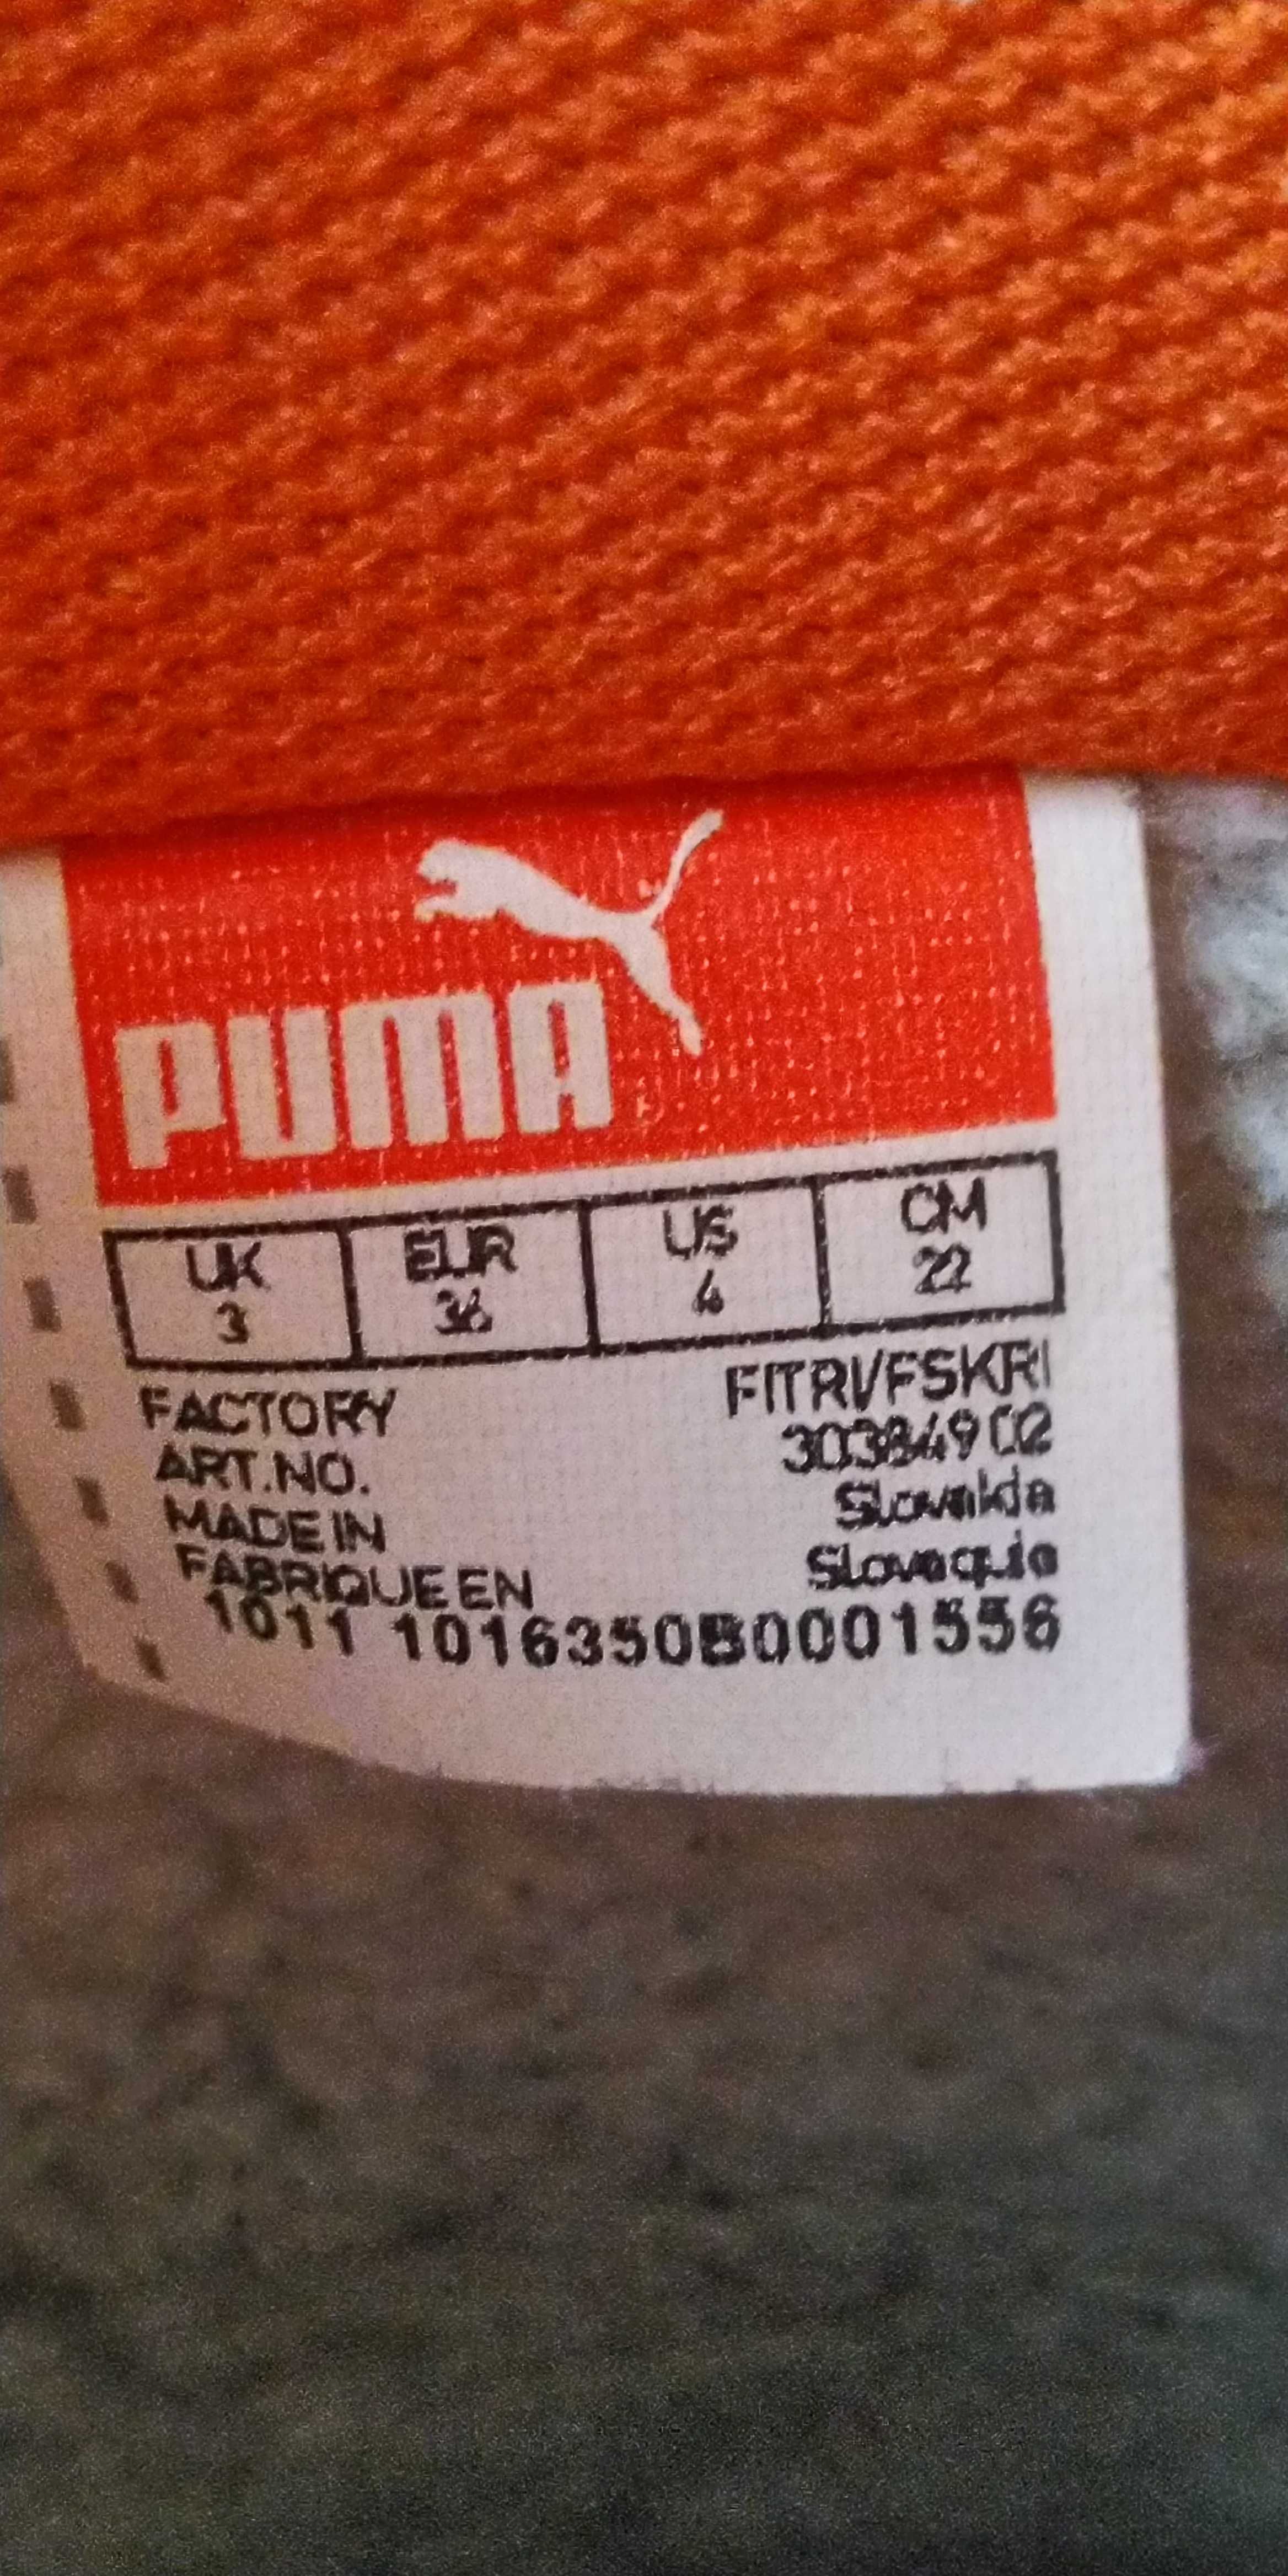 PUMA
UK EUR US CM
3 36 4 22
FACTORY FITRI/FSKRI
ART.NO. 303849 02
MADE IN Slovakia
FABRIQUE EN Slovaquie
1011 1016350B0001556